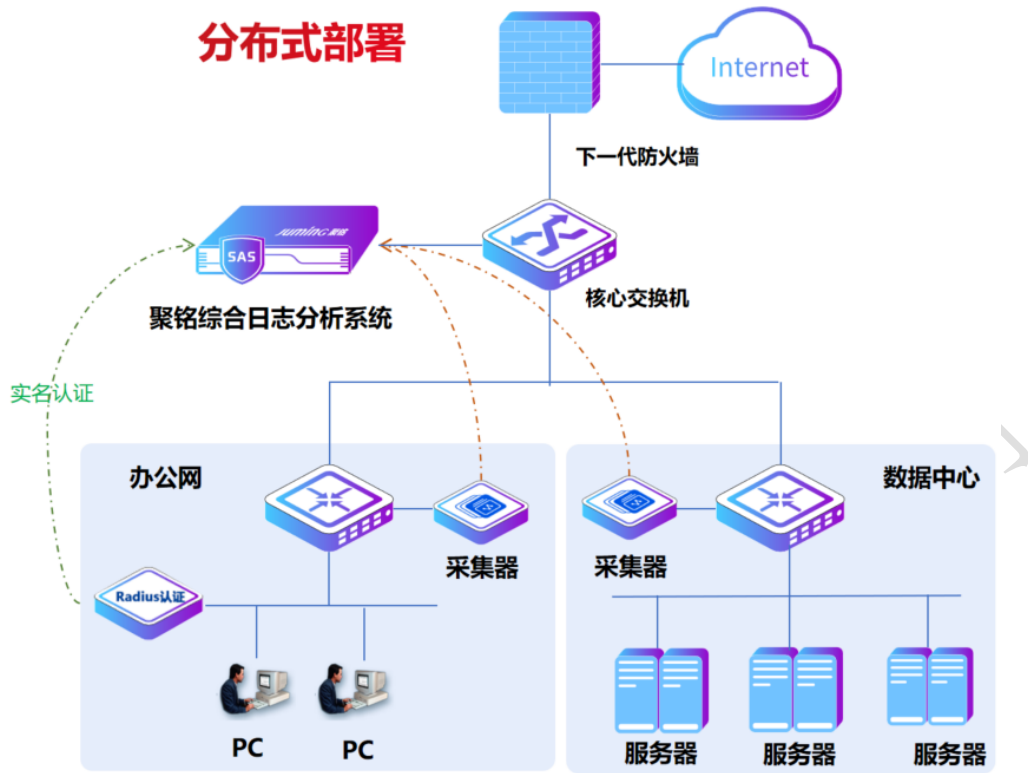 分布式部署
Internet
下一代防火墙
Juming 聚铭
SAS
核心交换机
聚铭综合日志分析系统
实名认证
办公网
数据中心
采集器
采集器
Radius认证
PC
PC
服务器
服务器
服务器